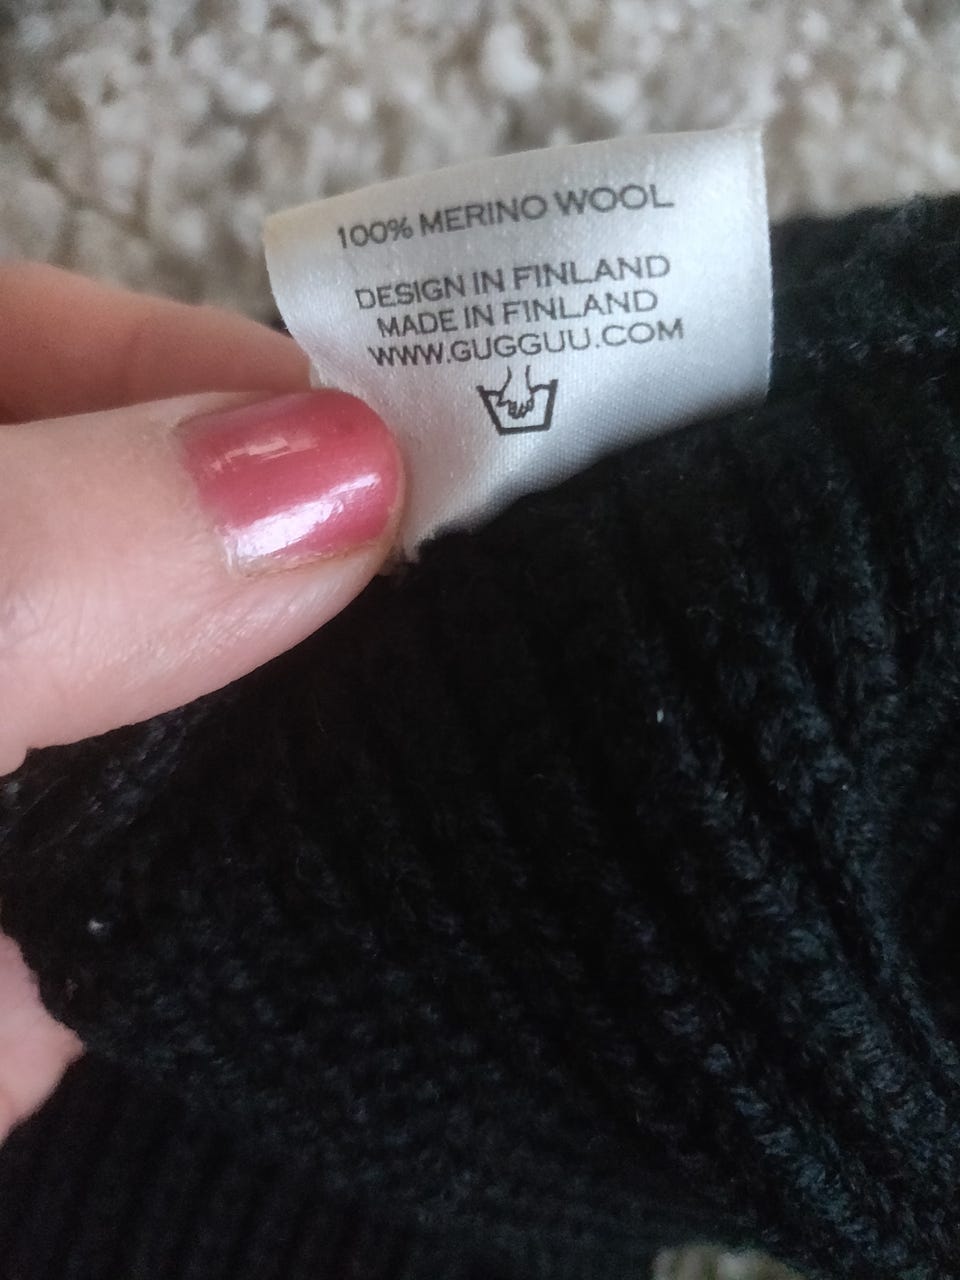 100% MERINO WOOL
DESIGN IN FINLAND
MADE IN FINLAND
WWW.GUGGUU.COM